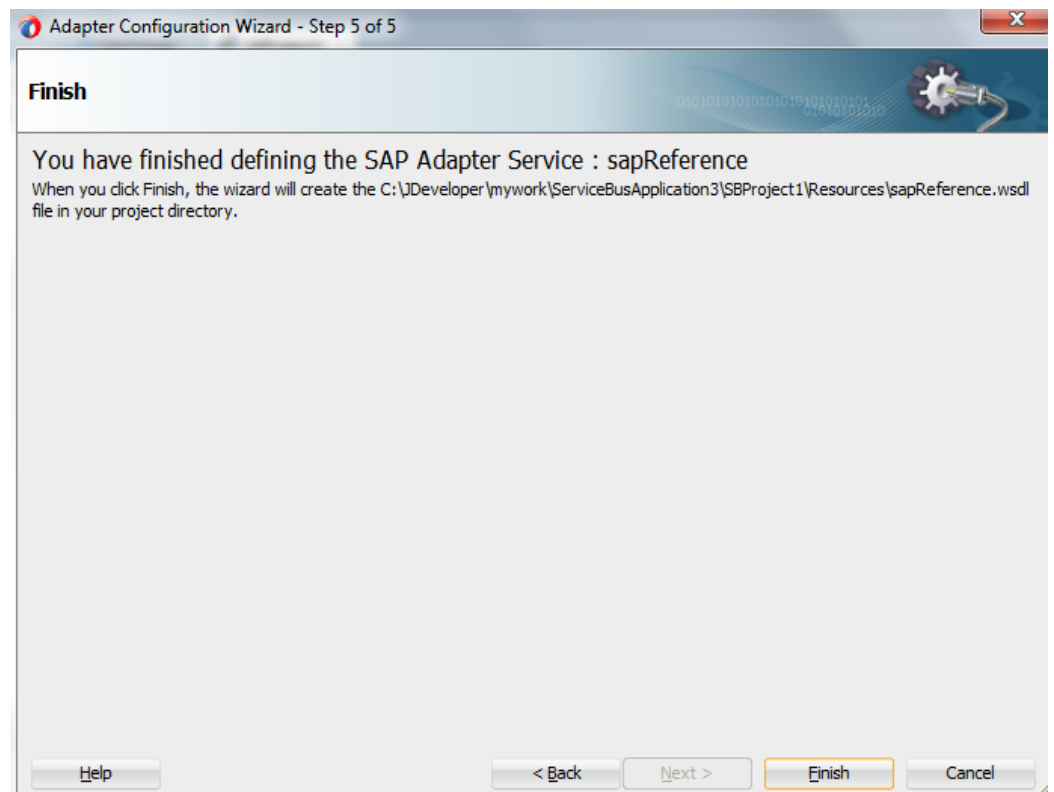 Adapter Configuration Wizard - Step 5 of 5
Finish
You have finished defining the SAP Adapter Service : sapReference
When you click Finish, the wizard will create the C:\JDeveloper\mywork\ServiceBusApplication3\SBProject1\Resources\sapReference.wsdl
file in your project directory.
Help
< Back
Next >
Finish
Cancel